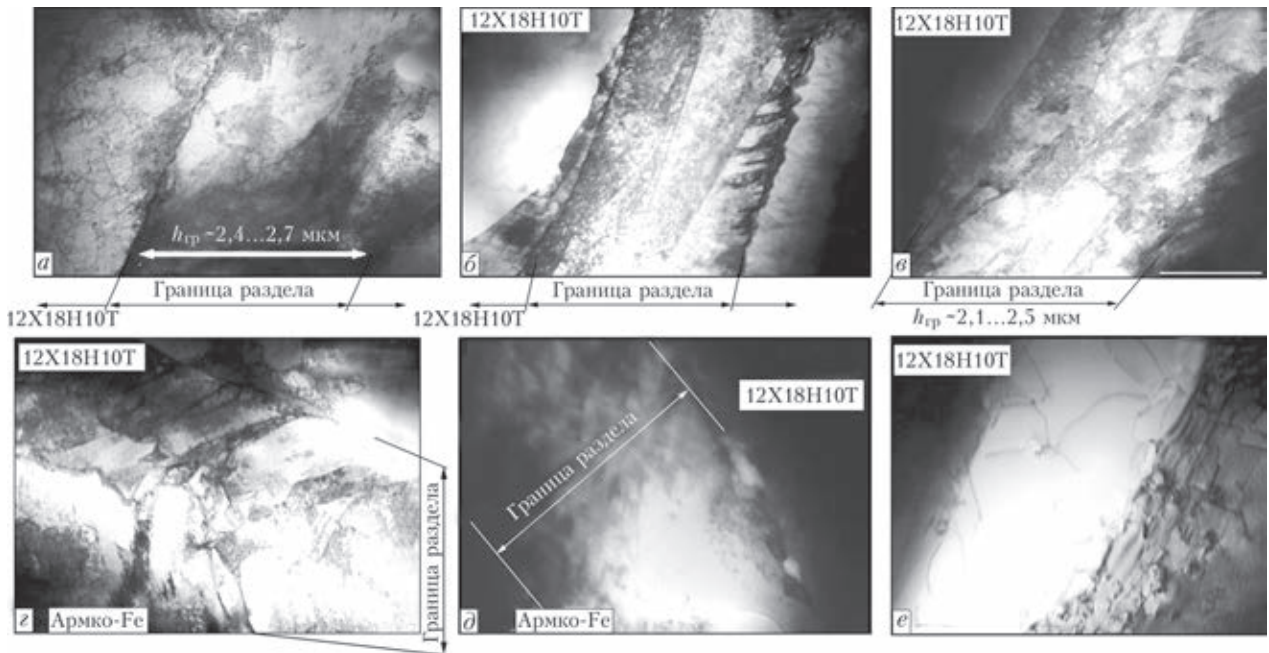 12Х18Н10Т
12Х18Н10Т
hгр ~2,4...2,7 мкм
а
б
в
Граница раздела
Граница раздела
Граница раздела
12Х18Н10Т
12Х18Н10Т
hгр ~2,1...2,5 мкм
12Х18Н10Т
12Х18Н10Т
12Х18Н10Т
Граница раздела
Граница раздела
г
Армко-Fe
д
Армко-Fe
е